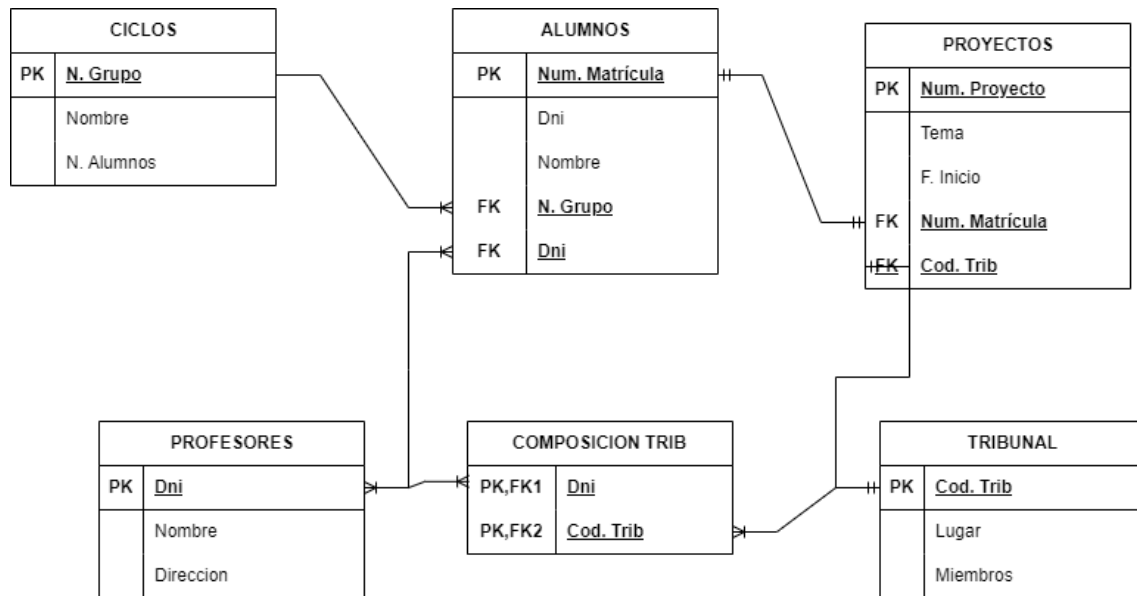 CICLOS
PK N. Grupo
Nombre
N. Alumnos
ALUMNOS
PK Num. Matrícula
Dni
Nombre
FK N. Grupo
FK Dni
PROYECTOS
PK Num. Proyecto
Tema
F. Inicio
FK Num. Matrícula
FK Cod. Trib
PROFESORES
PK Dni
Nombre
Direccion
COMPOSICION TRIB
PK,FK1 Dni
PK,FK2 Cod. Trib
TRIBUNAL
PK Cod. Trib
Lugar
Miembros